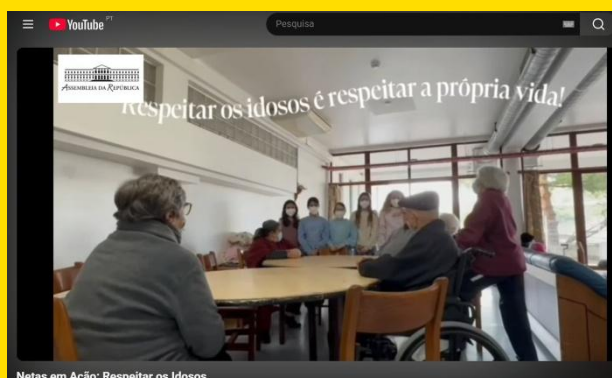 YouTube PT
Pesquisa
ASSEMBLEIA DA REPÚBLICA
Respeitar os idosos é respeitar a própria vida!
Netas em Ação: Respeitar os Idosos